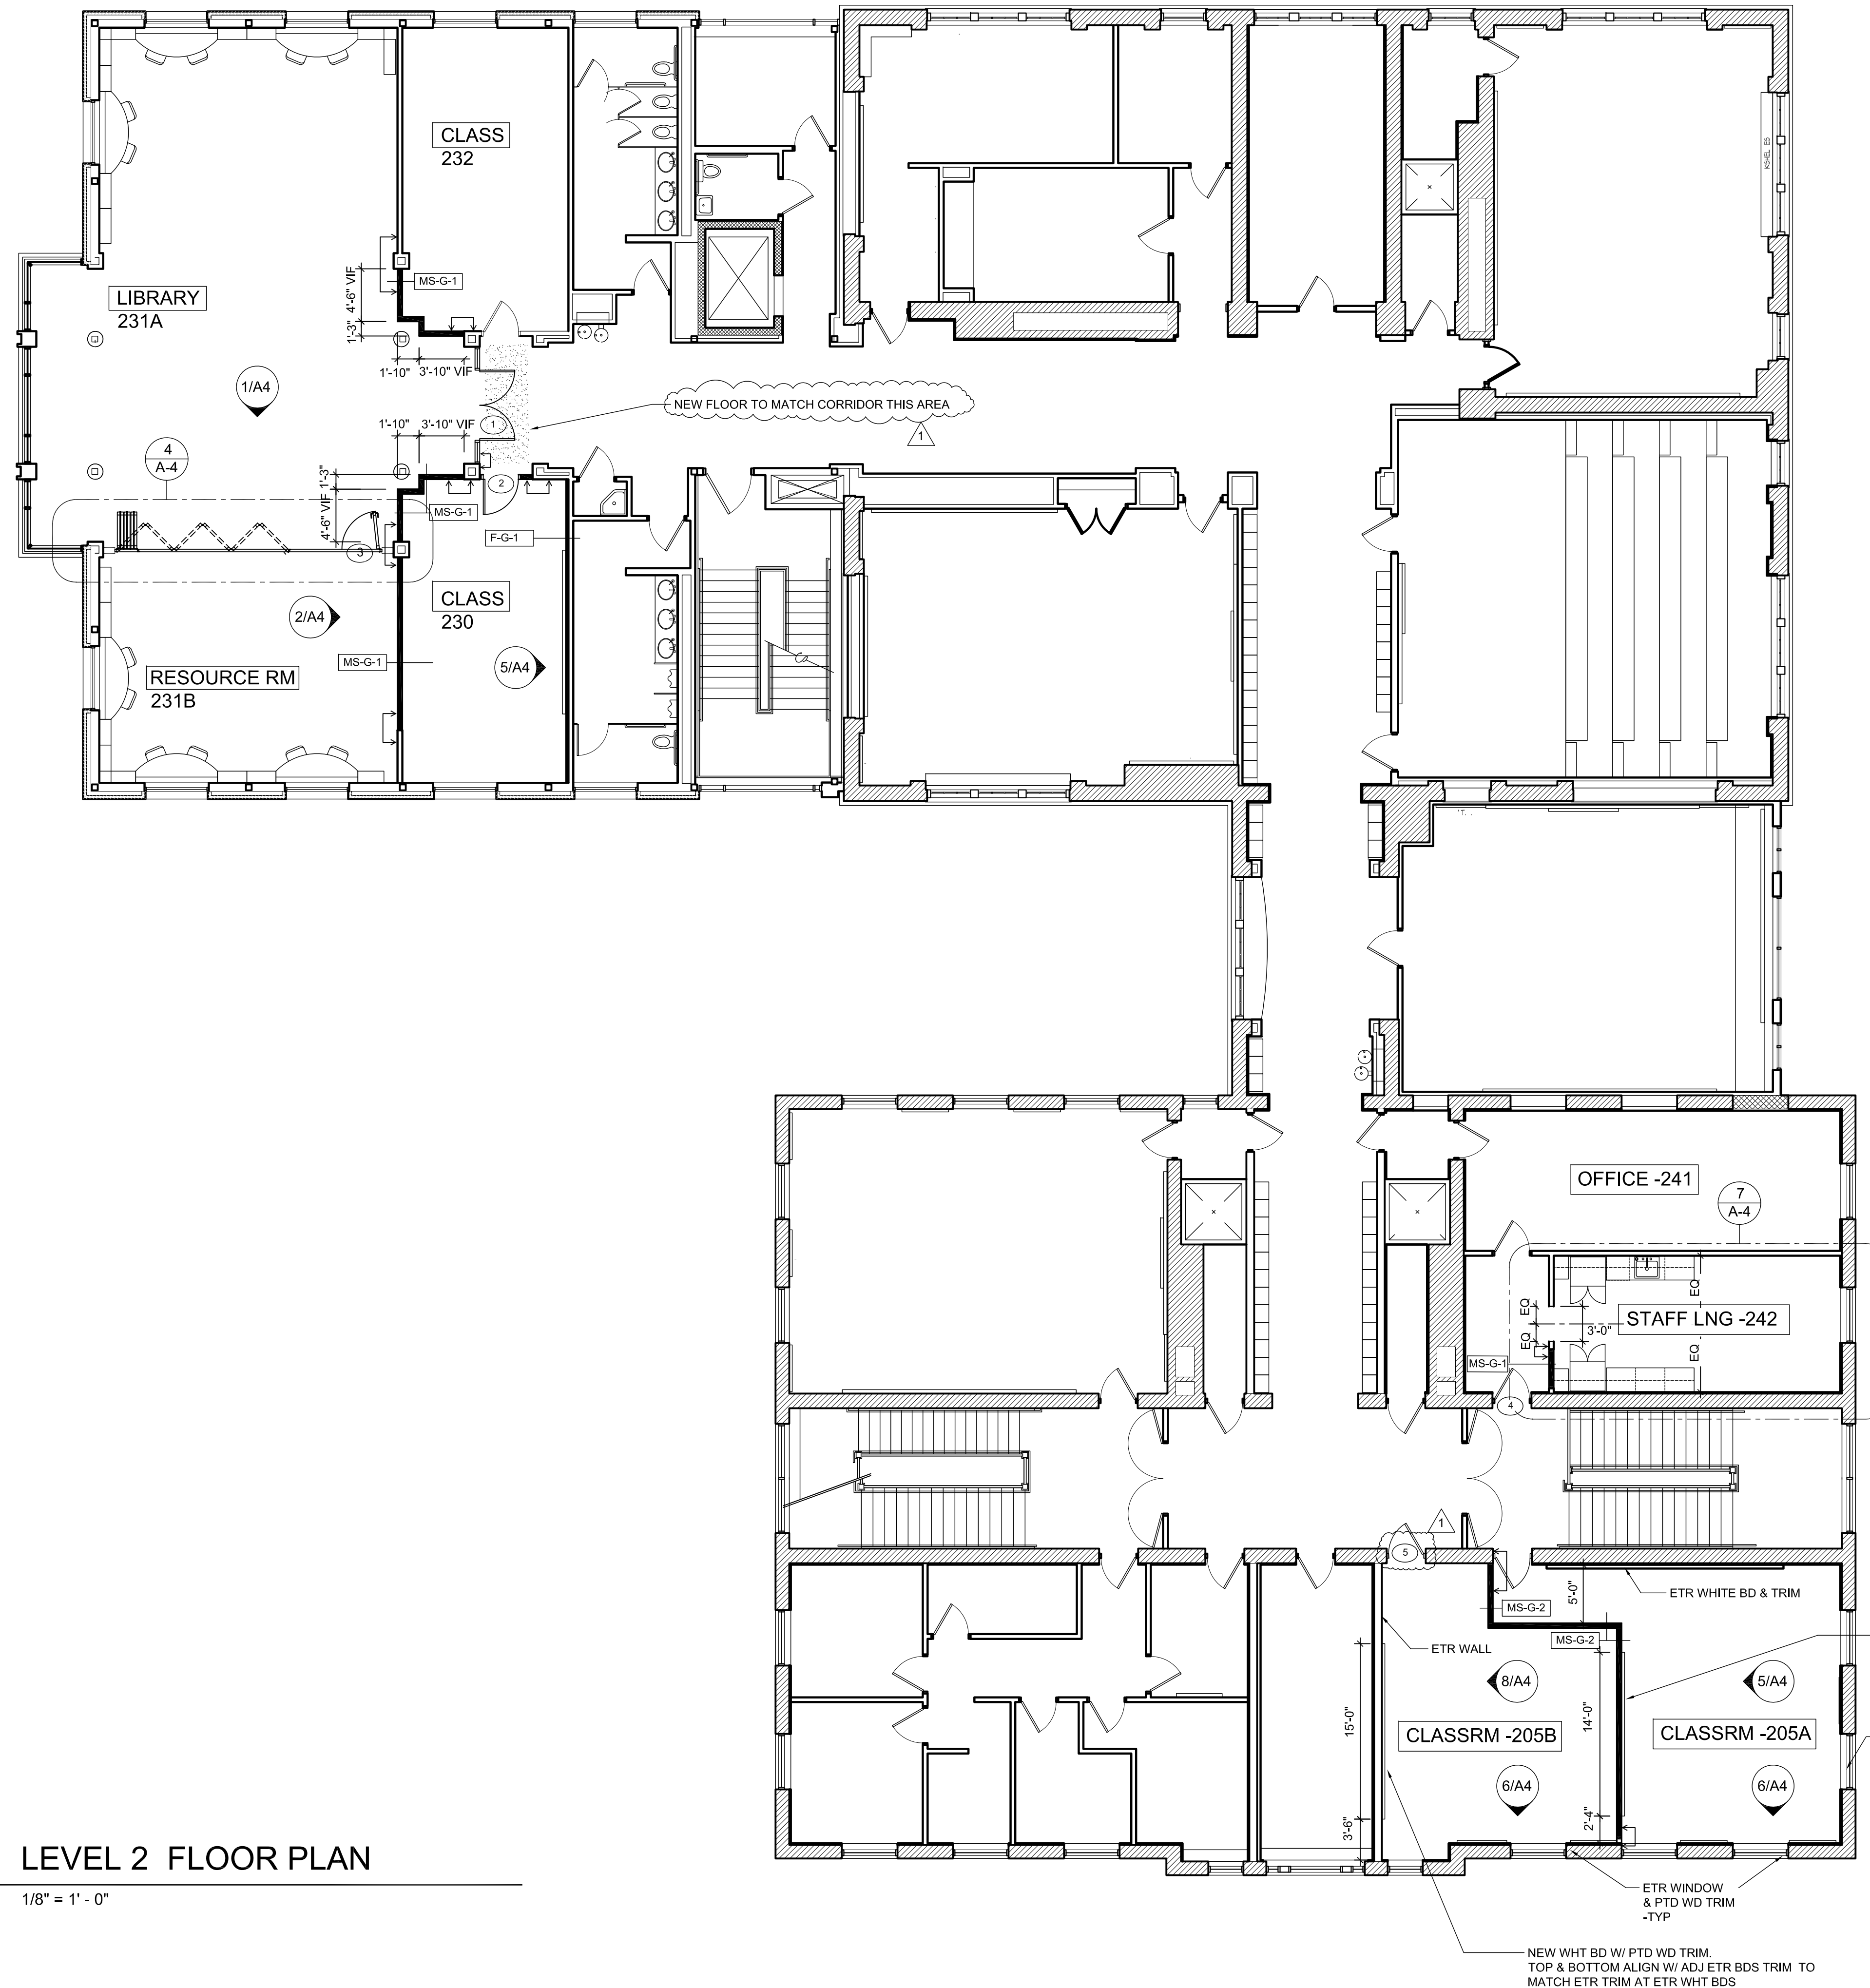 CLASS
232
LIBRARY
231A
MS-G-1
4'-6" VIF
1'-3"
1'-10"
3'-10" VIF
1/A4
NEW FLOOR TO MATCH CORRIDOR THIS AREA
1
1'-10"
3'-10" VIF
1
4
A-4
1'-3"
4'-6" VIF
2
MS-G-1
3
F-G-1
CLASS
230
2/A4
MS-G-1
5/A4
RESOURCE RM
231B
OFFICE -241
7
A-4
EQ
EQ
EQ
EQ
3'-0"
STAFF LNG -242
MS-G-1
4
1
5
ETR WHITE BD & TRIM
5'-0"
MS-G-2
MS-G-2
ETR WALL
8/A4
5/A4
15'-0"
14'-0"
CLASSRM -205B
CLASSRM -205A
6/A4
6/A4
3'-6"
2'-4"
LEVEL 2 FLOOR PLAN
1/8" = 1' - 0"
ETR WINDOW
& PTD WD TRIM
-TYP
NEW WHT BD W/ PTD WD TRIM.
TOP & BOTTOM ALIGN W/ ADJ ETR BDS TRIM TO
MATCH ETR TRIM AT ETR WHT BDS